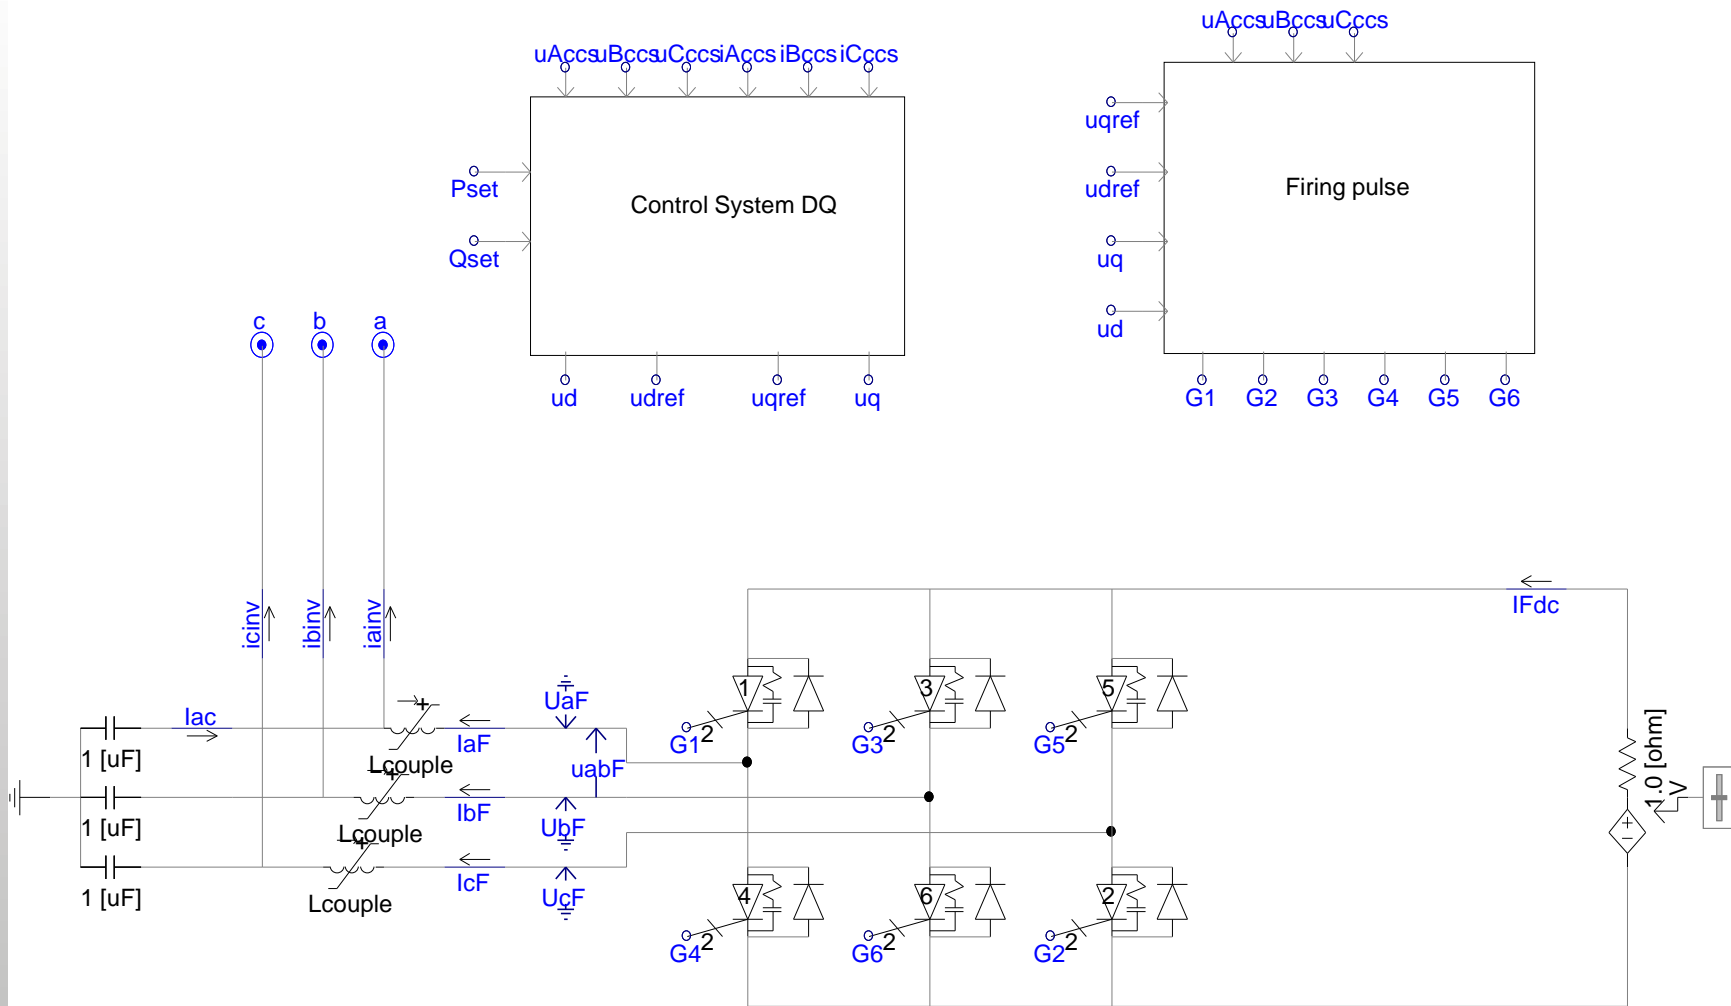 uAccs uBccs uCccs iAccs iBccs iCccs
uAccs uBccs uCccs
Pset
Qset
Control System DQ
ud
udref
uqref
uq
uqref
udref
uq
ud
Firing pulse
G1 G2 G3 G4 G5 G6
c b a
icinv
ibinv
iainv
IFdc
Iac
1 [uF]
1 [uF]
1 [uF]
Lcouple
Lcouple
Lcouple
IaF
IbF
IcF
UaF
uabF
UbF
UcF
1
G1 2
3
G3 2
5
G5 2
4
G4 2
6
G6 2
2
G2 2
1.0 [ohm]
V